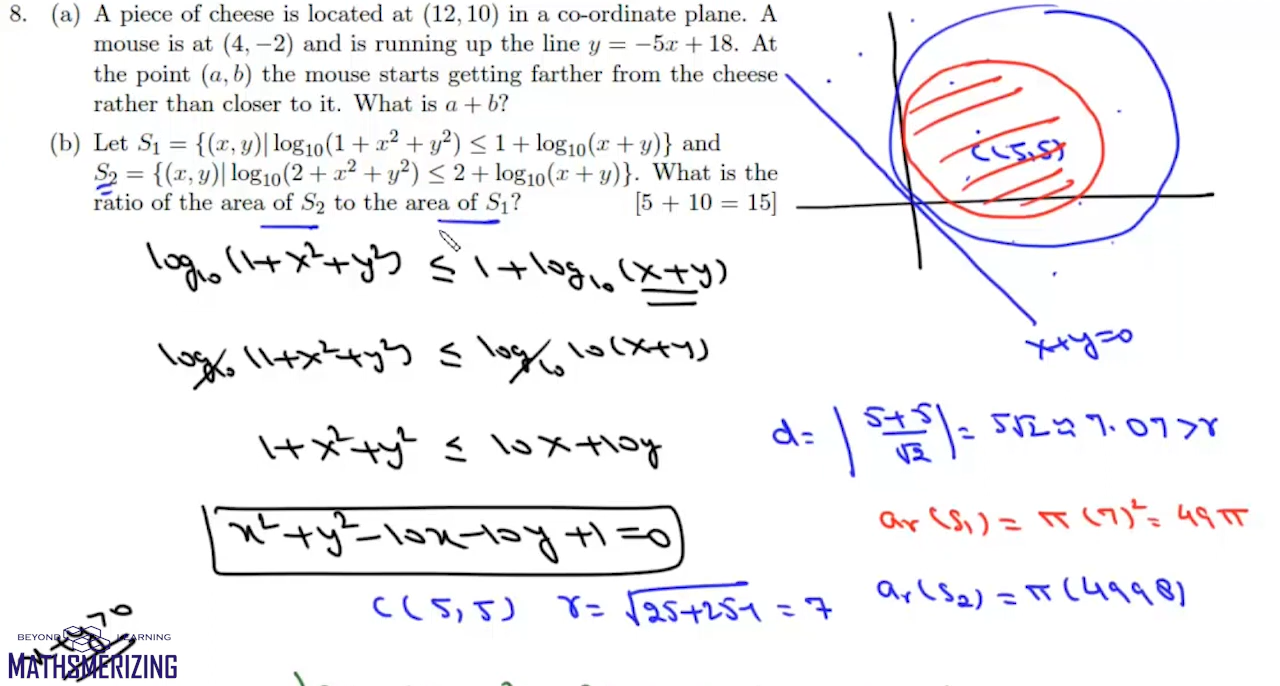 8. (a) A piece of cheese is located at (12, 10) in a co-ordinate plane. A
mouse is at (4, −2) and is running up the line y = −5x + 18. At
the point (a, b) the mouse starts getting farther from the cheese
rather than closer to it. What is a + b?
(b) Let S₁ = {(x, y)| log₁₀(1 + x² + y²) ≤ 1 + log₁₀(x + y)} and
S₂ = {(x, y)| log₁₀(2 + x² + y²) ≤ 2 + log₁₀(x + y)}. What is the
ratio of the area of S₂ to the area of S₁? [5 + 10 = 15]
C(5,5)
x+y=0
log₁₀ (1+x²+y²) ≤ 1+log₁₀ (x+y)
log₁₀ (1+x²+y²) ≤ log₁₀ 10(x+y)
1+x²+y² ≤ 10x+10y
d= |5+5/√2| = 5√2 ≈ 7.07>r
x²+y²-10x-10y+1=0
ar(S₁) = π(7)² = 49π
C(5,5) r= √25+25-1 = 7
ar(S₂) = π(4998)
x+y>0
BEYOND LEARNING
MATHSMERIZING